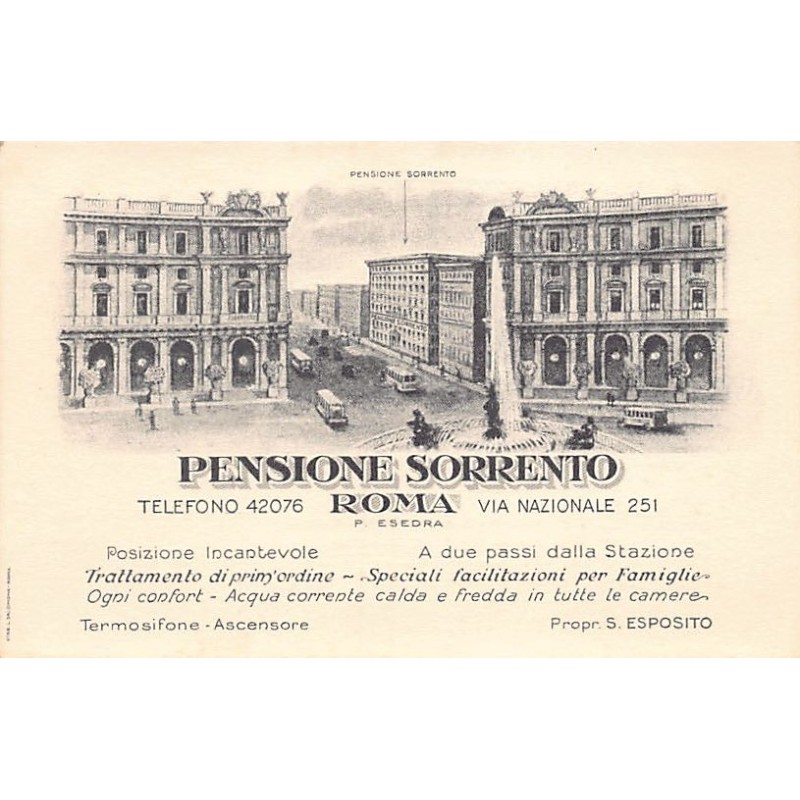 PENSIONE SORRENTO
PENSIONE SORRENTO
TELEFONO 42076 ROMA VIA NAZIONALE 251
P. ESEDRA
Posizione Incantevole A due passi dalla Stazione
Trattamento di prim'ordine ~ Speciali facilitazioni per Famiglie
Ogni confort - Acqua corrente calda e fredda in tutte le camere
Termosifone - Ascensore Propr. S. ESPOSITO